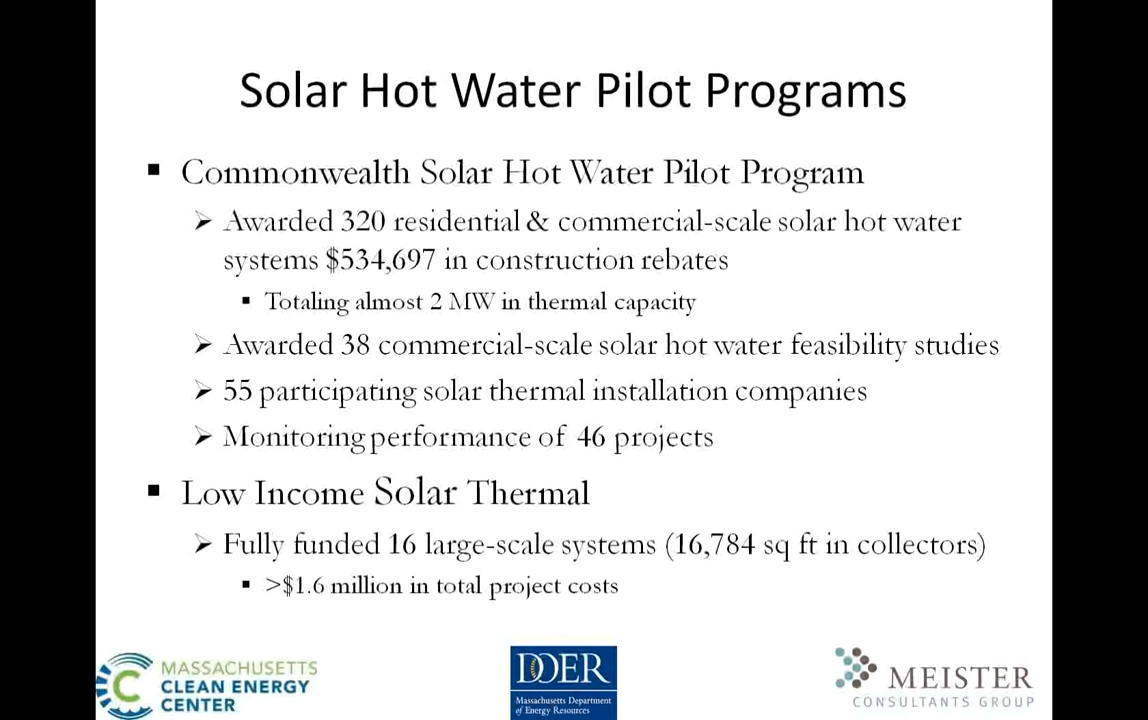 Solar Hot Water Pilot Programs
▪ Commonwealth Solar Hot Water Pilot Program
➢ Awarded 320 residential & commercial-scale solar hot water
systems $534,697 in construction rebates
▪ Totaling almost 2 MW in thermal capacity
➢ Awarded 38 commercial-scale solar hot water feasibility studies
➢ 55 participating solar thermal installation companies
➢ Monitoring performance of 46 projects
▪ Low Income Solar Thermal
➢ Fully funded 16 large-scale systems (16,784 sq ft in collectors)
▪ >$1.6 million in total project costs
MASSACHUSETTS
CLEAN ENERGY
CENTER
DOER
Massachusetts Department
of Energy Resources
MEISTER
CONSULTANTS GROUP